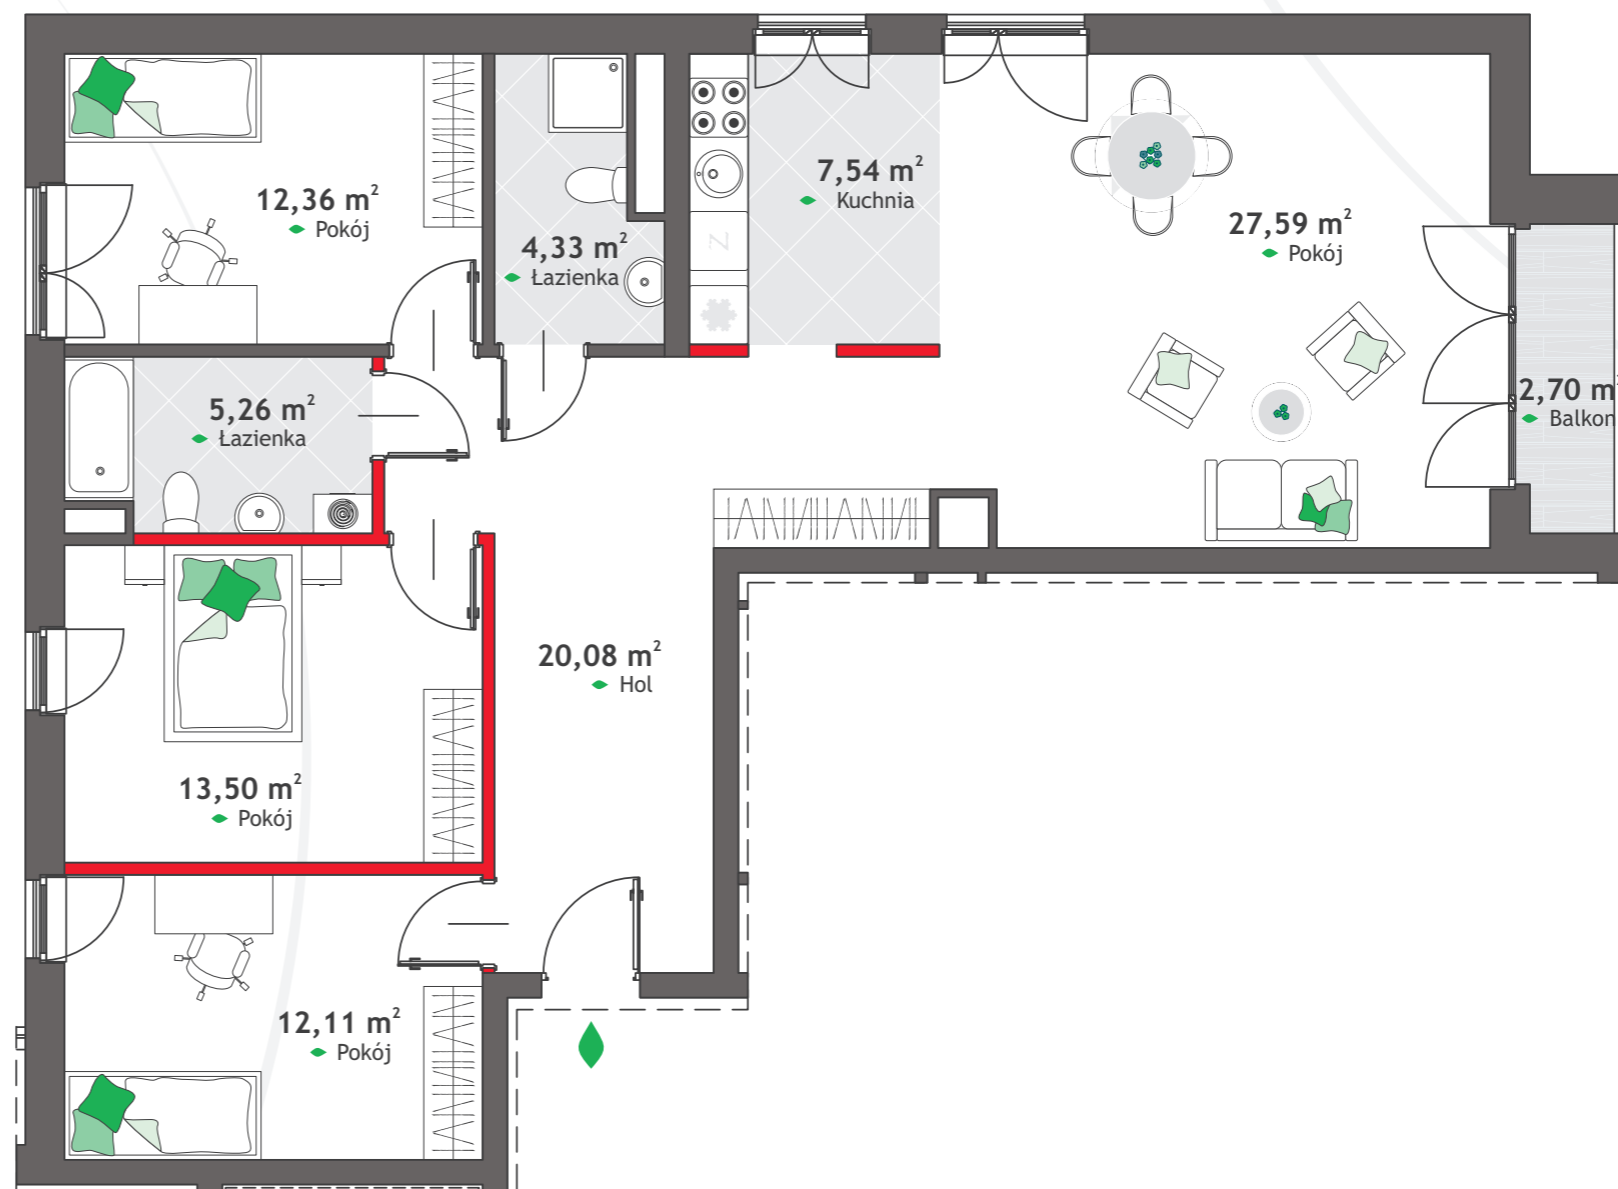 12,36 m²
Pokój
4,33 m²
Łazienka
7,54 m²
Kuchnia
27,59 m²
Pokój
Z
5,26 m²
Łazienka
2,70 m²
Balkon
20,08 m²
Hol
13,50 m²
Pokój
12,11 m²
Pokój